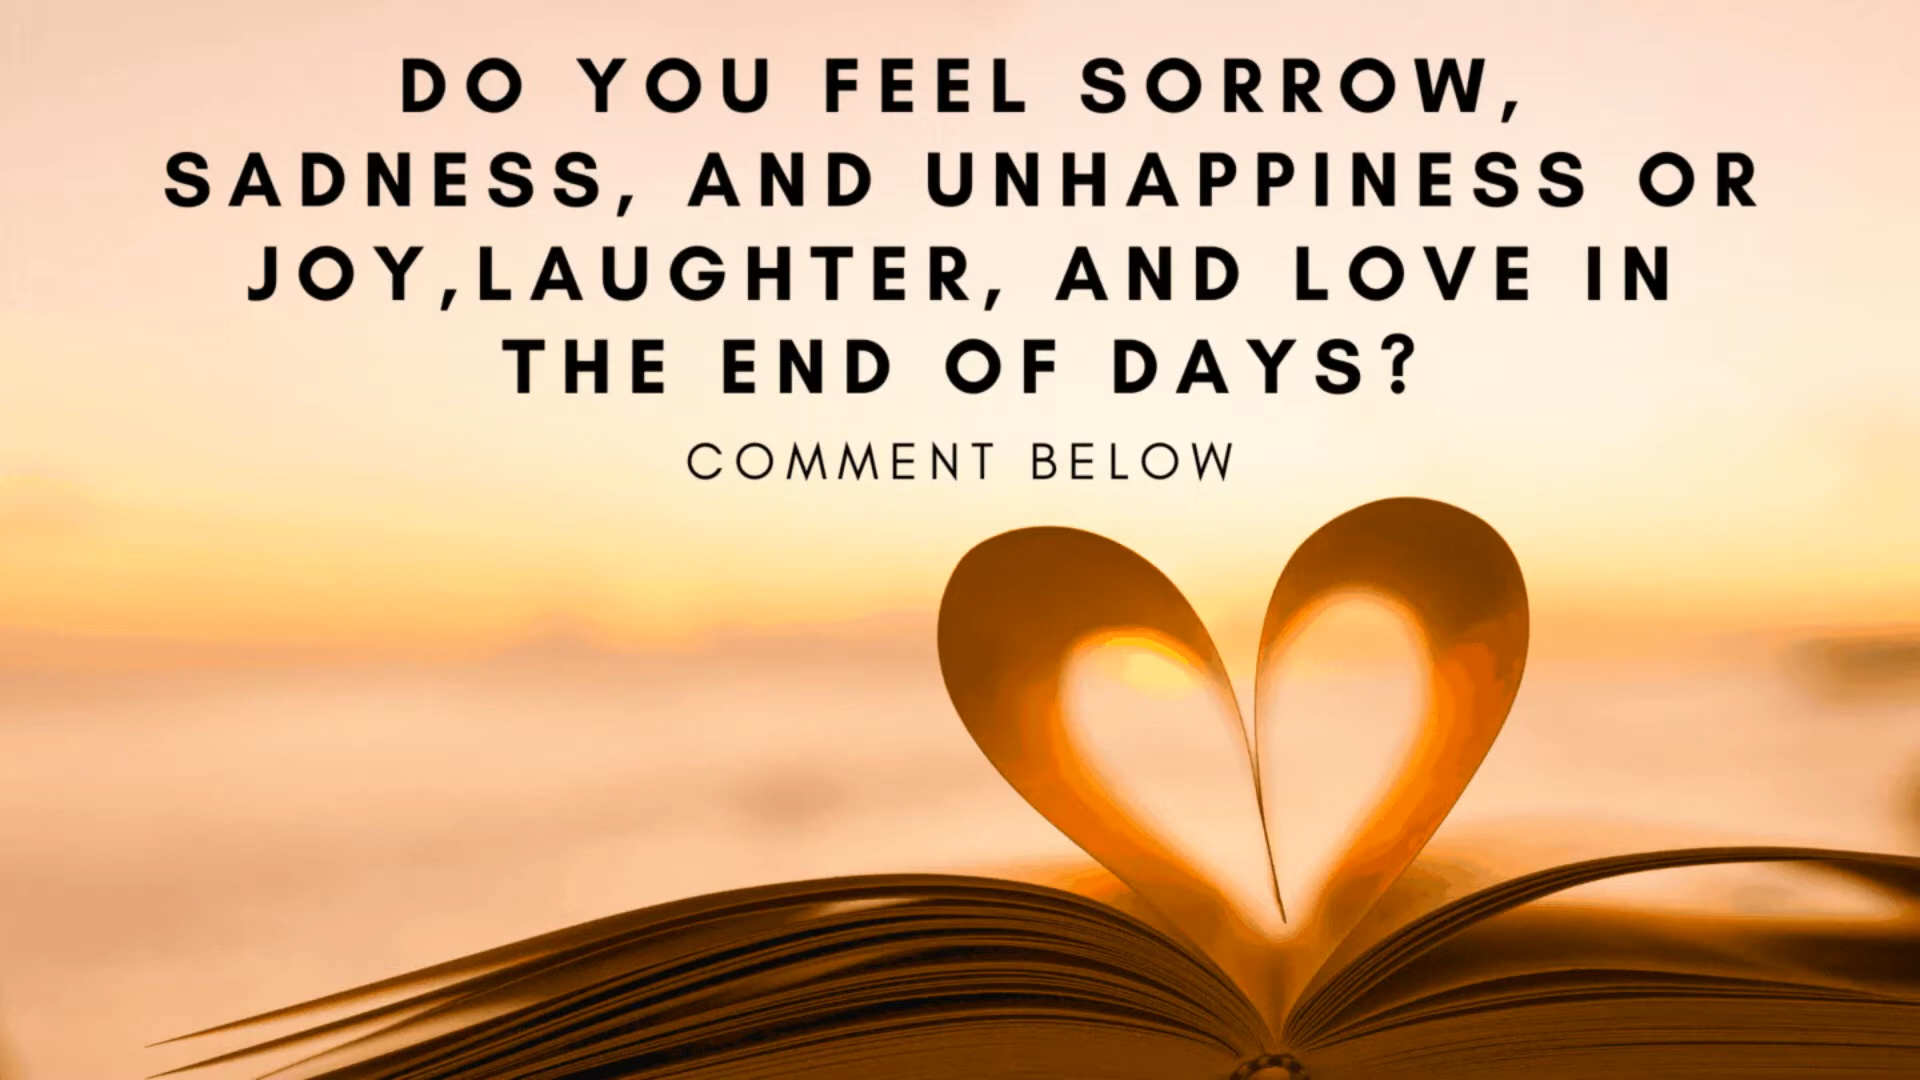 DO YOU FEEL SORROW,
SADNESS, AND UNHAPPINESS OR
JOY,LAUGHTER, AND LOVE IN
THE END OF DAYS?
COMMENT BELOW